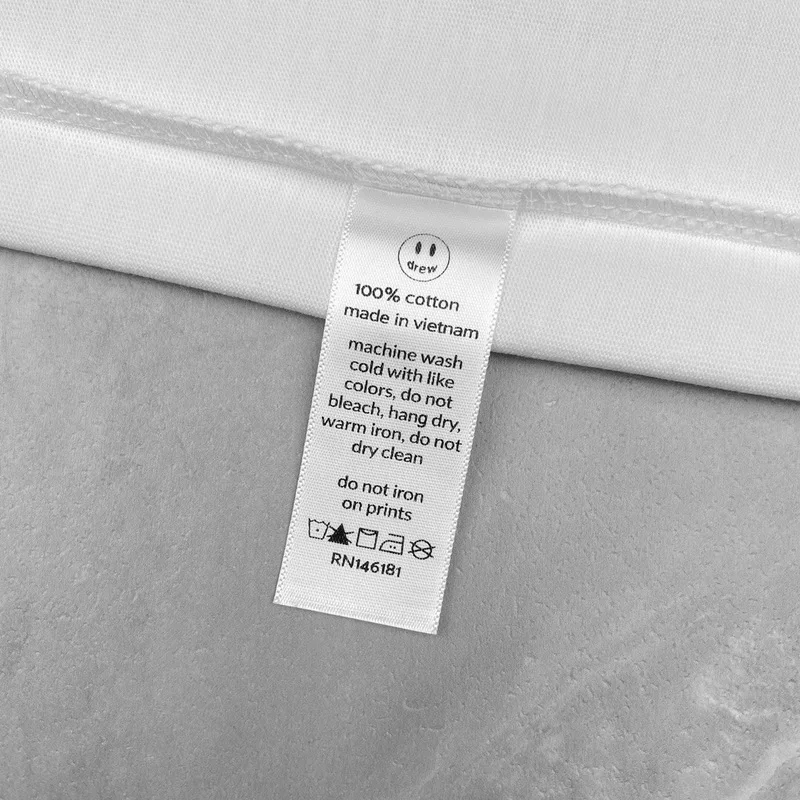 drew
100% cotton
made in vietnam
machine wash
cold with like
colors, do not
bleach, hang dry,
warm iron, do not
dry clean
do not iron
on prints
RN146181